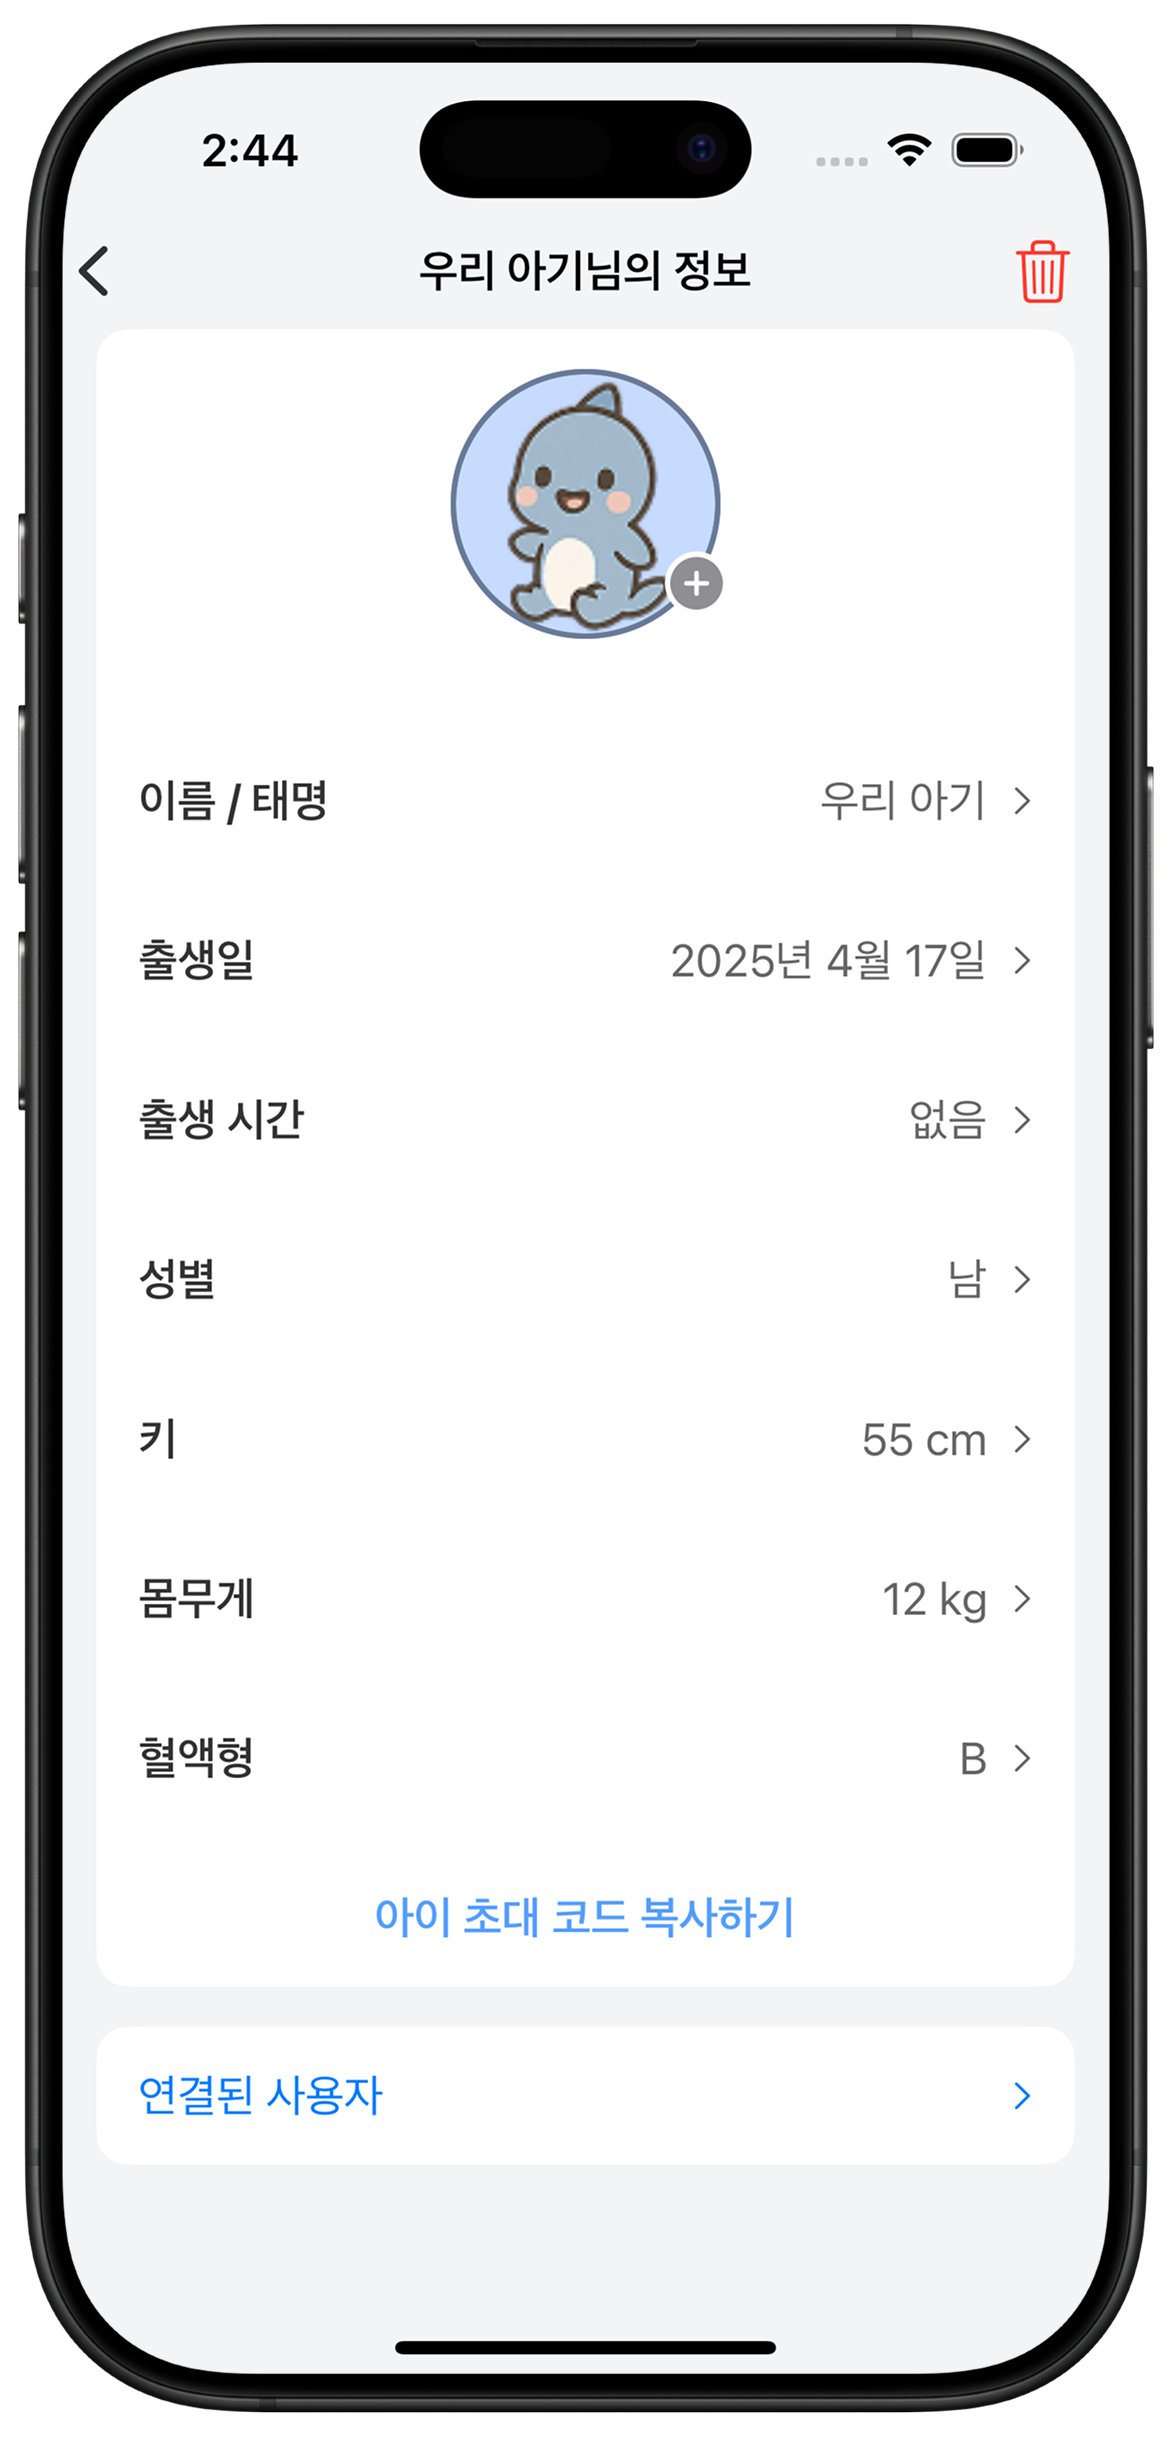 2:44
우리 아기님의 정보
이름 / 태명 우리 아기
출생일 2025년 4월 17일
출생 시간 없음
성별 남
키 55 cm
몸무게 12 kg
혈액형 B
아이 초대 코드 복사하기
연결된 사용자